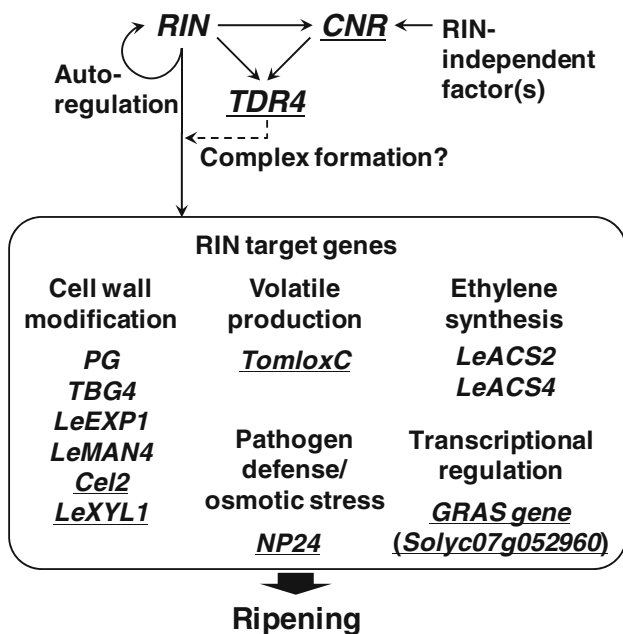 RIN
CNR
RIN-
independent
factor(s)
Auto-
regulation
TDR4
Complex formation?
RIN target genes
Cell wall
modification
PG
TBG4
LeEXP1
LeMAN4
Cel2
LeXYL1
Volatile
production
TomloxC
Pathogen
defense/
osmotic stress
NP24
Ethylene
synthesis
LeACS2
LeACS4
Transcriptional
regulation
GRAS gene
(Solyc07g052960)
Ripening